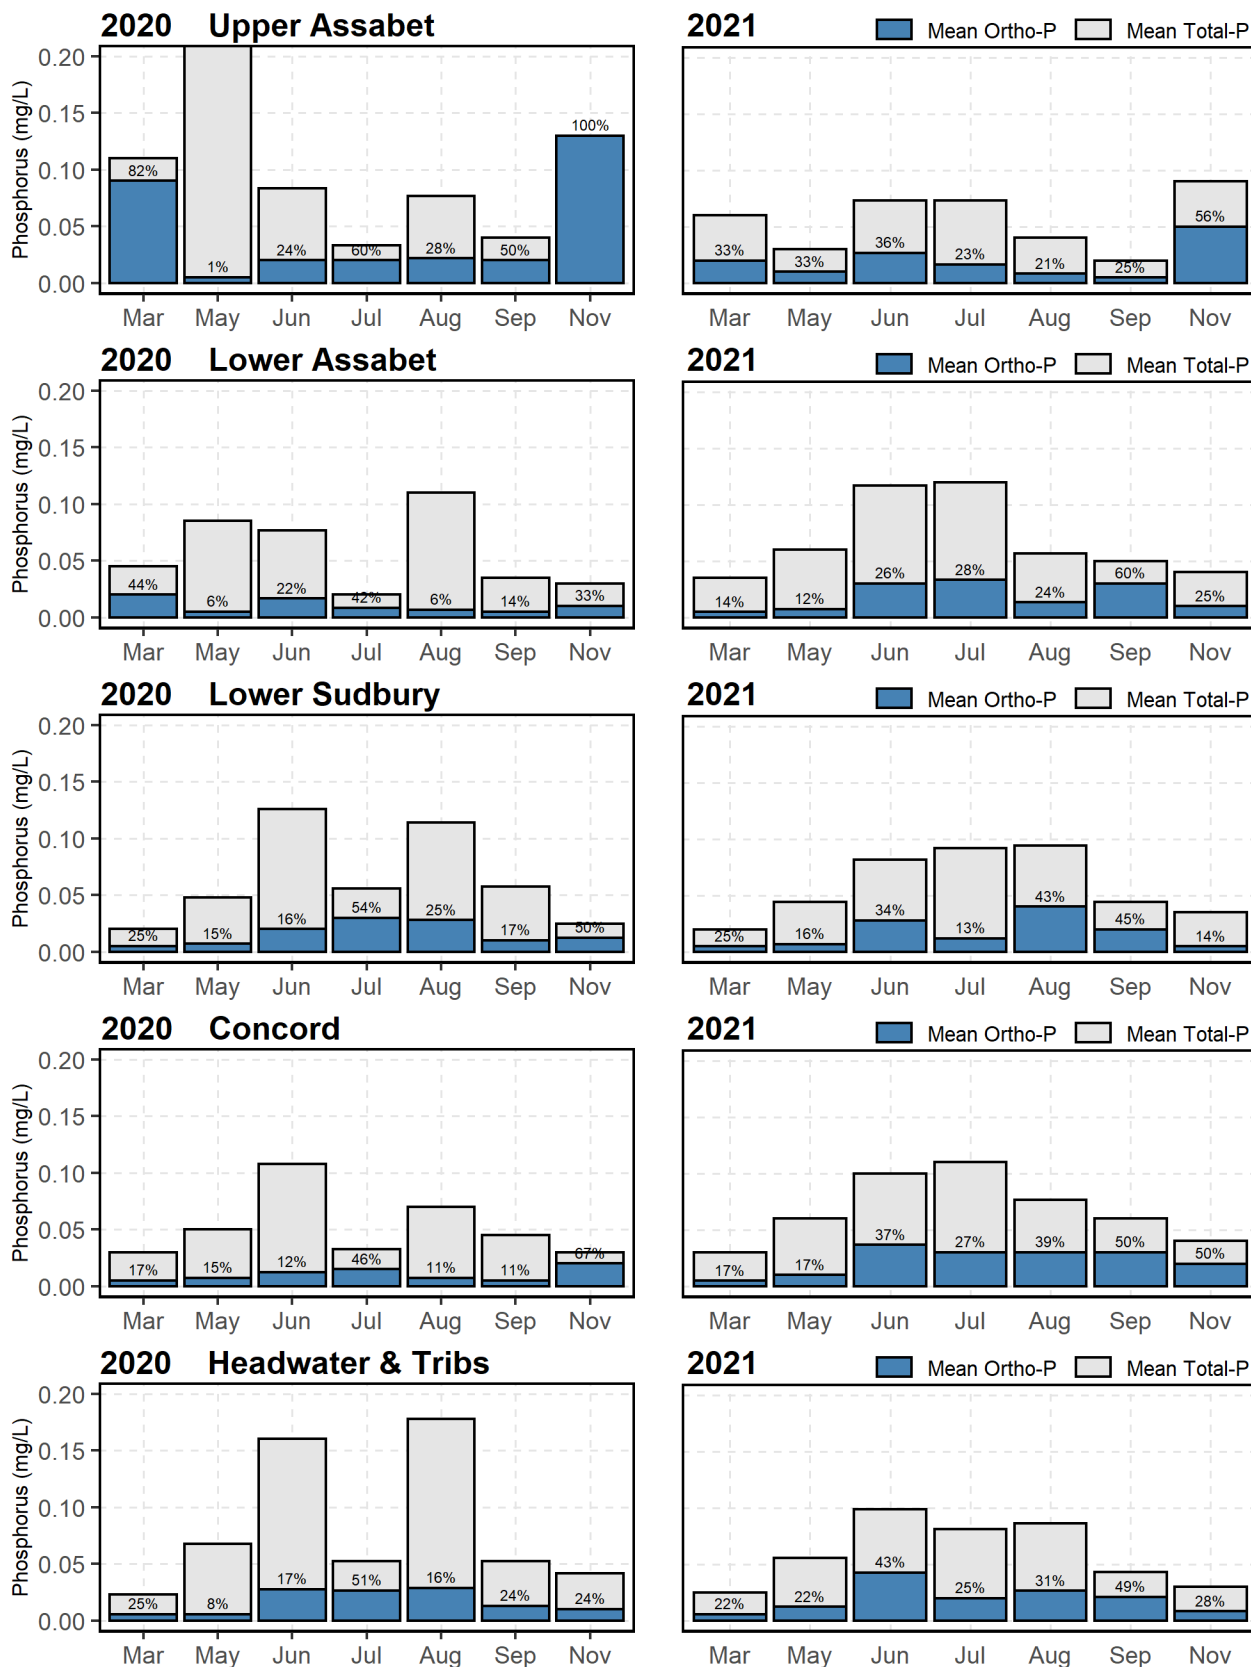 2020 Upper Assabet 2021 Mean Ortho-P Mean Total-P
Phosphorus (mg/L)
0.20
0.15
0.10
0.05
0.00
82% 1% 24% 60% 28% 50% 100%
33% 33% 36% 23% 21% 25% 56%
Mar May Jun Jul Aug Sep Nov
Mar May Jun Jul Aug Sep Nov
2020 Lower Assabet 2021 Mean Ortho-P Mean Total-P
Phosphorus (mg/L)
0.20
0.15
0.10
0.05
0.00
44% 6% 22% 42% 6% 14% 33%
14% 12% 26% 28% 24% 60% 25%
Mar May Jun Jul Aug Sep Nov
Mar May Jun Jul Aug Sep Nov
2020 Lower Sudbury 2021 Mean Ortho-P Mean Total-P
Phosphorus (mg/L)
0.20
0.15
0.10
0.05
0.00
25% 15% 16% 54% 25% 17% 50%
25% 16% 34% 13% 43% 45% 14%
Mar May Jun Jul Aug Sep Nov
Mar May Jun Jul Aug Sep Nov
2020 Concord 2021 Mean Ortho-P Mean Total-P
Phosphorus (mg/L)
0.20
0.15
0.10
0.05
0.00
17% 15% 12% 46% 11% 11% 67%
17% 17% 37% 27% 39% 50% 50%
Mar May Jun Jul Aug Sep Nov
Mar May Jun Jul Aug Sep Nov
2020 Headwater & Tribs 2021 Mean Ortho-P Mean Total-P
Phosphorus (mg/L)
0.20
0.15
0.10
0.05
0.00
25% 8% 17% 51% 16% 24% 24%
22% 22% 43% 25% 31% 49% 28%
Mar May Jun Jul Aug Sep Nov
Mar May Jun Jul Aug Sep Nov